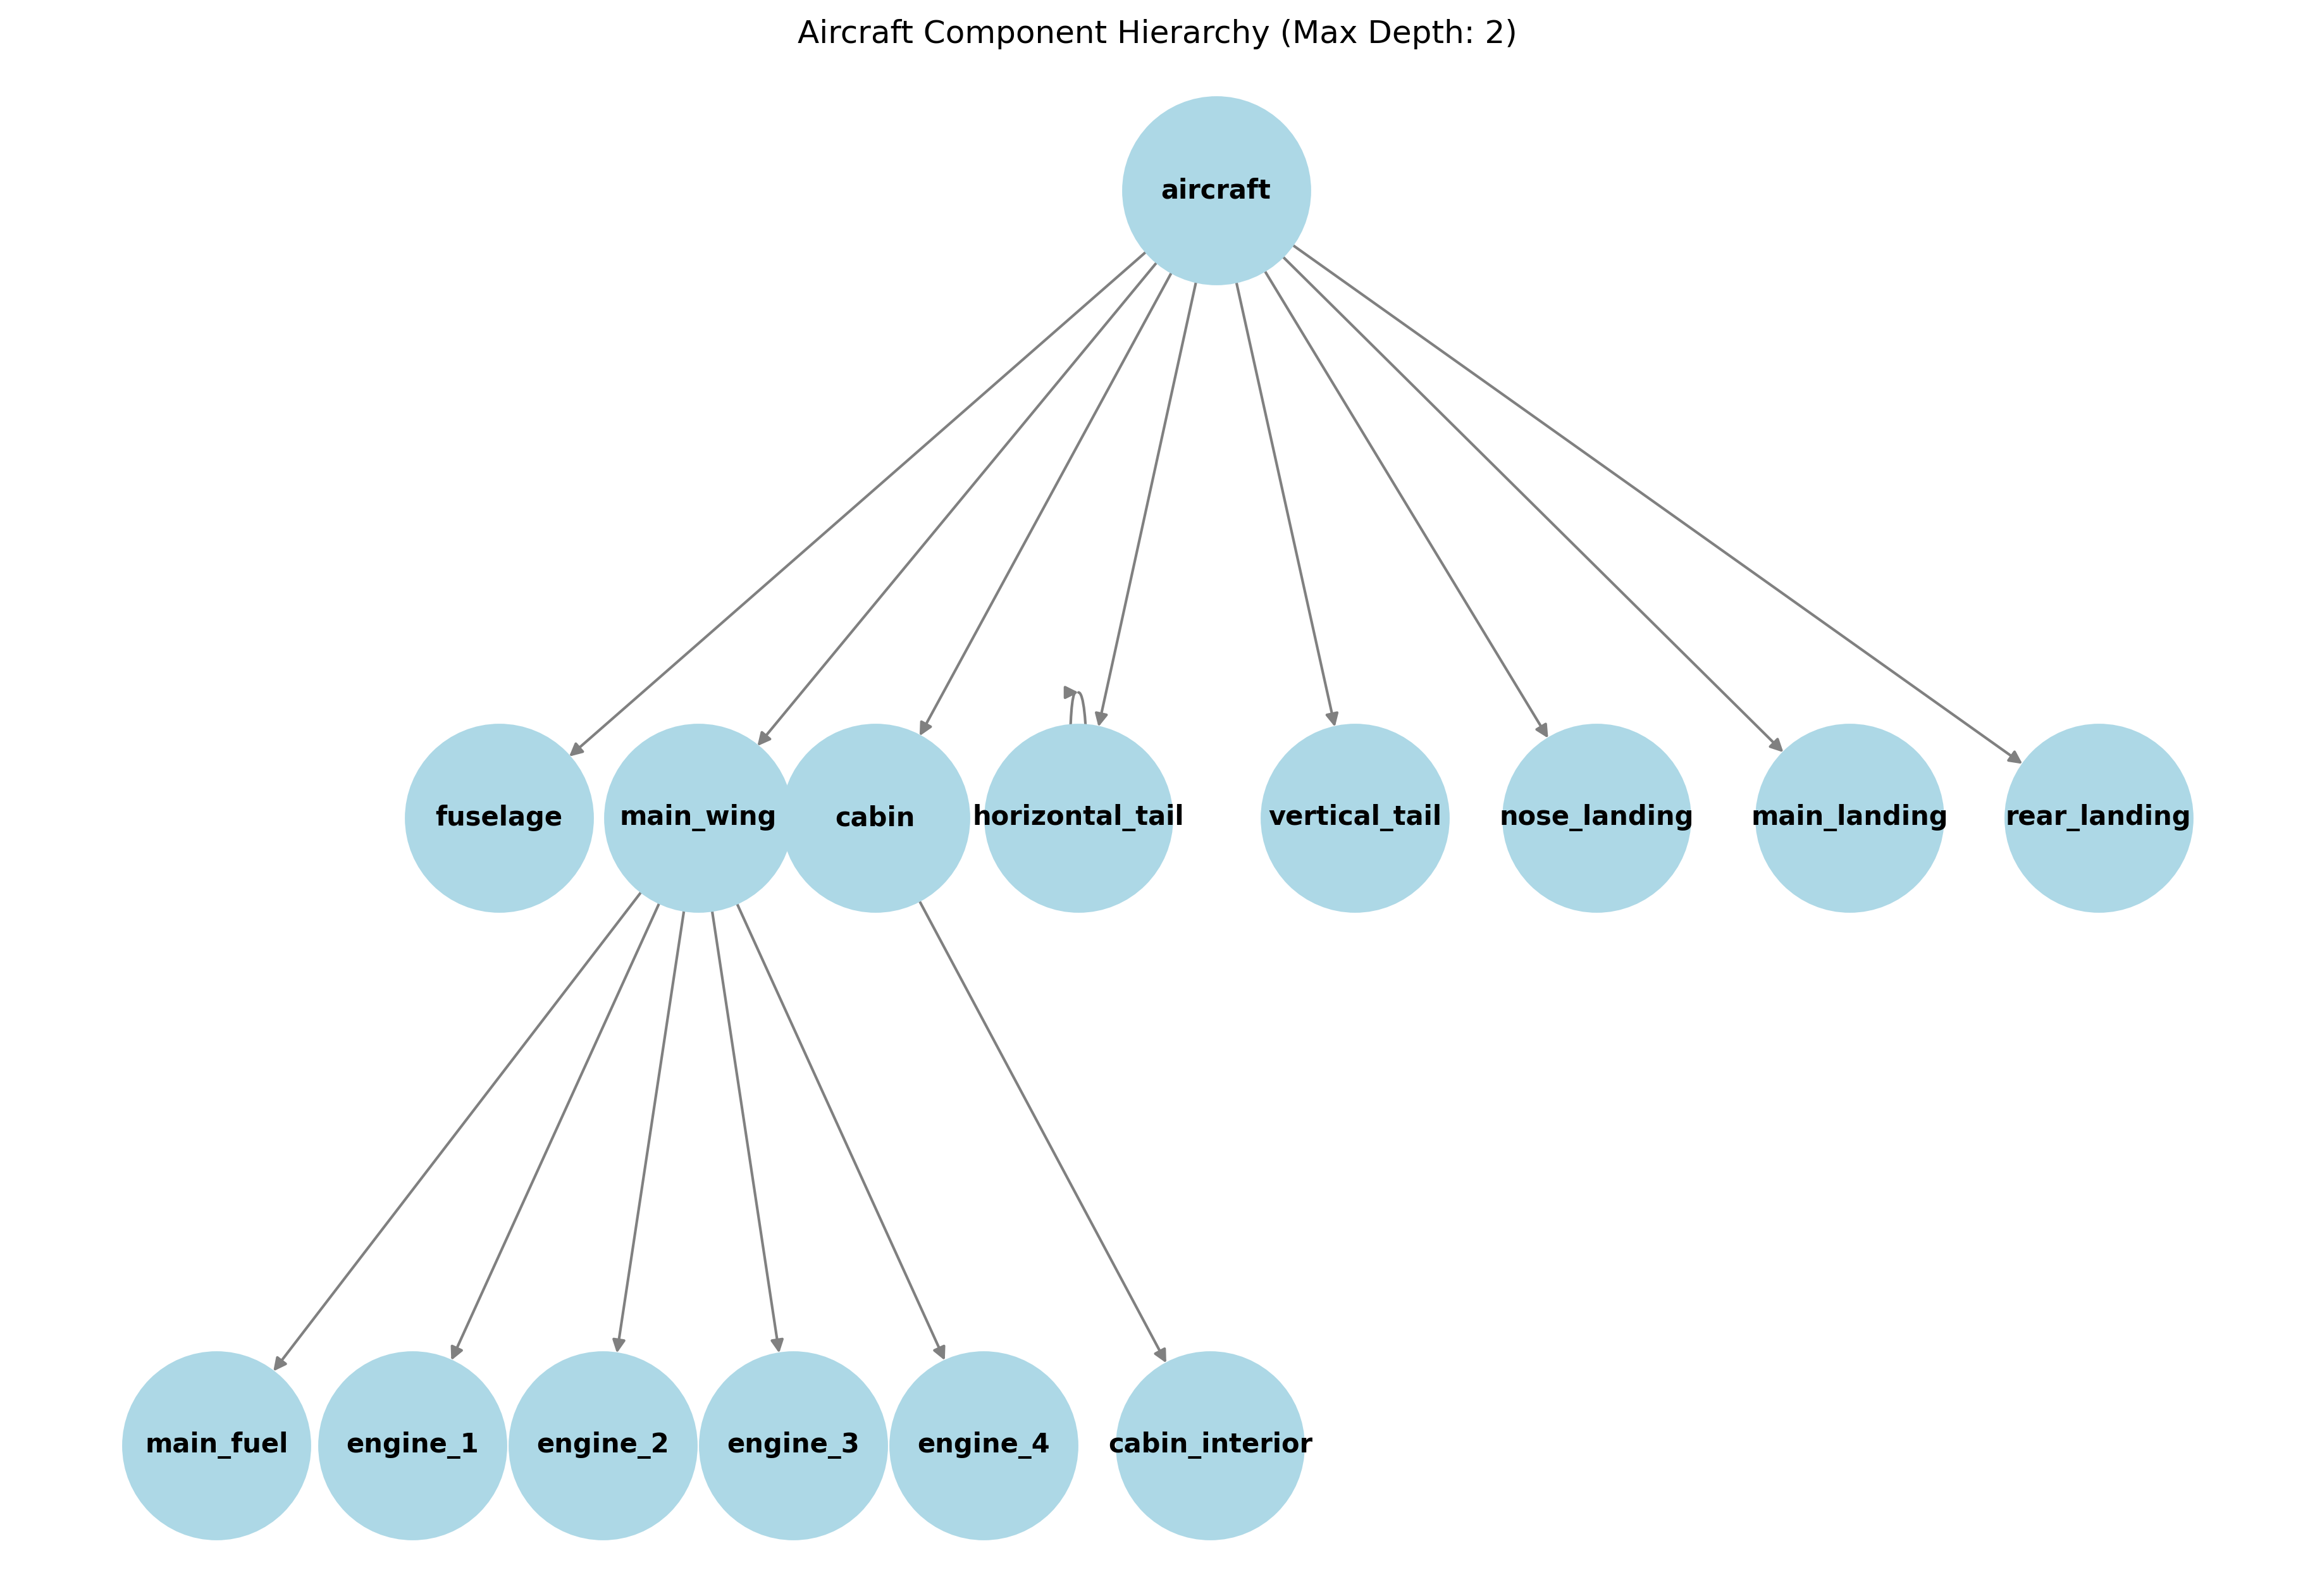 Aircraft Component Hierarchy (Max Depth: 2)
aircraft
fuselage
main_wing
cabin
horizontal_tail
vertical_tail
nose_landing
main_landing
rear_landing
main_fuel
engine_1
engine_2
engine_3
engine_4
cabin_interior